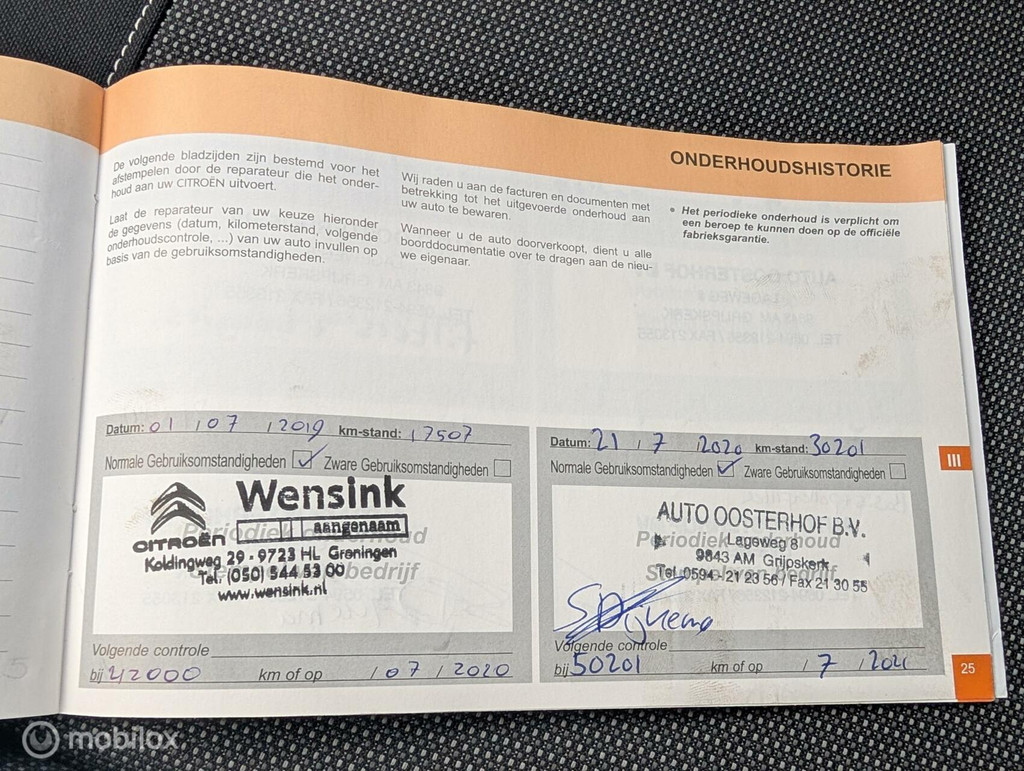 ONDERHOUDSHISTORIE
De volgende bladzijden zijn bestemd voor het
afstempelen door de reparateur die het onder-
houd aan uw CITROËN uitvoert.
Laat de reparateur van uw keuze hieronder
de gegevens (datum, kilometerstand, volgende
onderhoudscontrole, ...) van uw auto invullen op
basis van de gebruiksomstandigheden.
Wij raden u aan de facturen en documenten met
betrekking tot het uitgevoerde onderhoud aan
uw auto te bewaren.
Wanneer u de auto doorverkoopt, dient u alle
boorddocumentatie over te dragen aan de nieu-
we eigenaar.
• Het periodieke onderhoud is verplicht om
een beroep te kunnen doen op de officiële
fabrieksgarantie.
Datum: 01 / 07 / 2019 km-stand: 17507
Normale Gebruiksomstandigheden Zware Gebruiksomstandigheden
Wensink
aangenaam
CITROËN
Periodiek onderhoud
Koldingweg 29 - 9723 HL Groningen
Tel. (050) 544 53 00
bedrijf
www.wensink.nl
Volgende controle
bij 42000 km of op / 07 / 2020
Datum: 21 / 7 / 2020 km-stand: 30201
Normale Gebruiksomstandigheden Zware Gebruiksomstandigheden
AUTO OOSTERHOF B.V.
Periodiek onderhoud
Lageweg 8
9843 AM Grijpskerk
Tel. 0594 - 21 23 56 / Fax 21 30 55
Volgende controle
bij 50201 km of op / 7 / 2021
III
25
mobilox